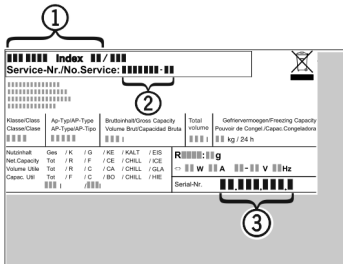 1
Index /
Service-Nr./No.Service: -
2
Klasse/Class Ap-Typ/AP-Type Bruttoinhalt/Gross Capacity Total Gefriervermoegen/Freezing Capacity
Classe/Clase AP-Type/AP-Tipo Volume Brut/Capacidad Bruta volume Pouvoir de Congel./Capac.Congeladora
l l kg / 24 h
Nutzinhalt Ges / K / G / KE / KALT / EIS
Net.Capacity Tot / R / F / CE / CHILL / ICE
Volume Utile Tot / R / C / CA / CHILL / GLA
Capac. Util Tot / F / C / BO / CHILL / HIE
l / l
R : g
W A - V Hz
Serial-Nr.
3